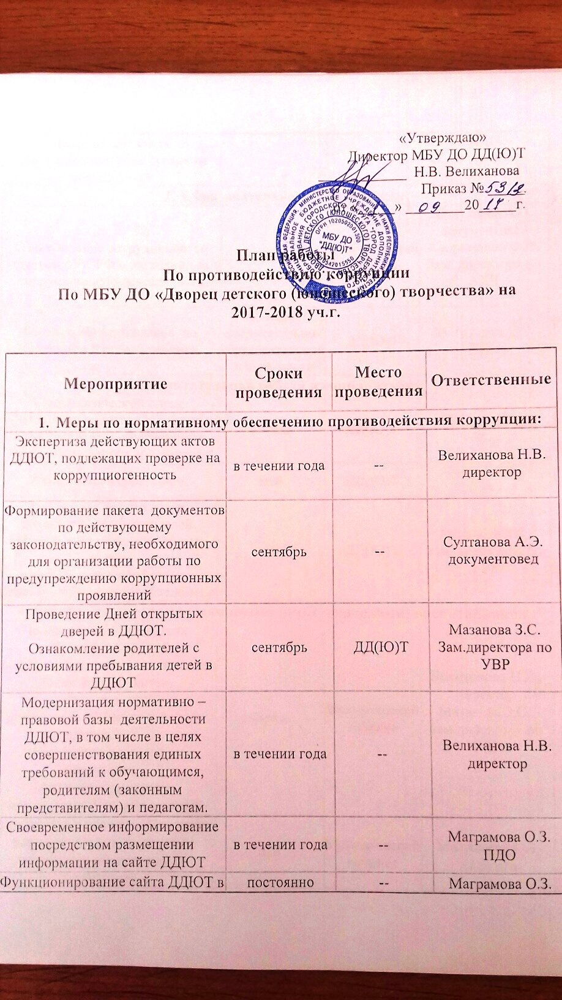 «Утверждаю»
Директор МБУ ДО ДД(Ю)Т
Н.В. Велиханова
Приказ №53/2.
» 09 2017 г.
МБУ ДО
"ДД(Ю)Т"
ОГРН 1020502001300
План работы
По противодействию коррупции
По МБУ ДО «Дворец детского (юношеского) творчества» на
2017-2018 уч.г.
Мероприятие
Сроки
проведения
Место
проведения
Ответственные
1. Меры по нормативному обеспечению противодействия коррупции:
Экспертиза действующих актов
ДДЮТ, подлежащих проверке на
коррупциогенность
в течении года
--
Велиханова Н.В.
директор
Формирование пакета документов
по действующему
законодательству, необходимого
для организации работы по
предупреждению коррупционных
проявлений
сентябрь
--
Султанова А.Э.
документовед
Проведение Дней открытых
дверей в ДДЮТ.
Ознакомление родителей с
условиями пребывания детей в
ДДЮТ
сентябрь
ДД(Ю)Т
Мазанова З.С.
Зам.директора по
УВР
Модернизация нормативно –
правовой базы деятельности
ДДЮТ, в том числе в целях
совершенствования единых
требований к обучающимся,
родителям (законным
представителям) и педагогам.
в течении года
--
Велиханова Н.В.
директор
Своевременное информирование
посредством размещении
информации на сайте ДДЮТ
в течении года
--
Маграмова О.З.
ПДО
Функционирование сайта ДДЮТ в
постоянно
--
Маграмова О.З.